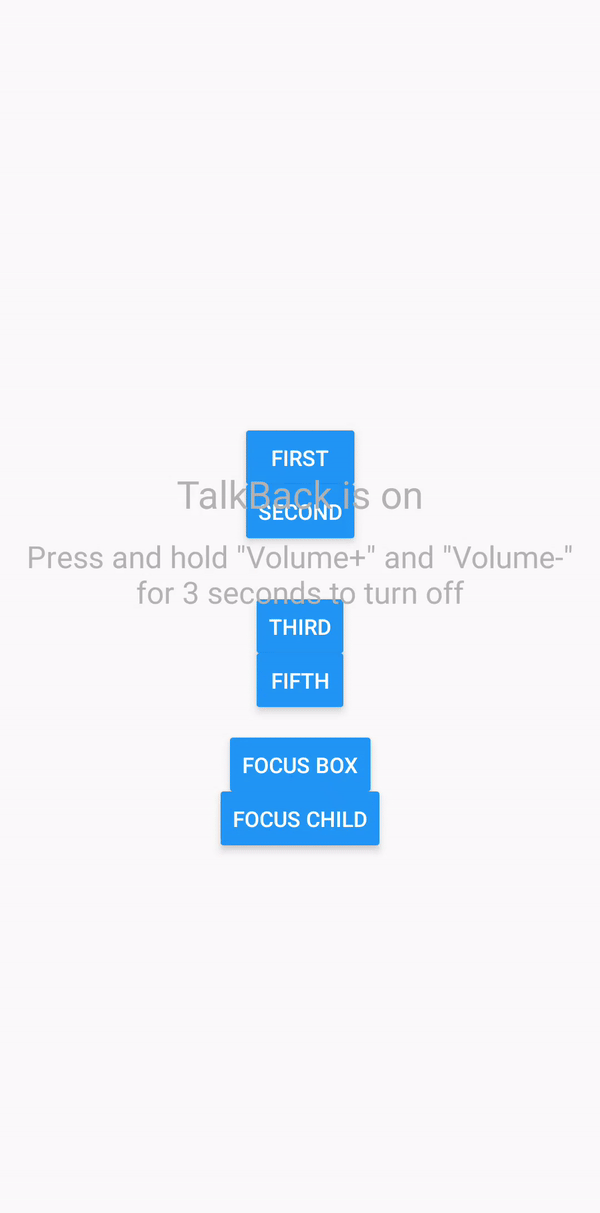 FIRST
TalkBack is on
SECOND
Press and hold "Volume+" and "Volume-"
for 3 seconds to turn off
THIRD
FIFTH
FOCUS BOX
FOCUS CHILD